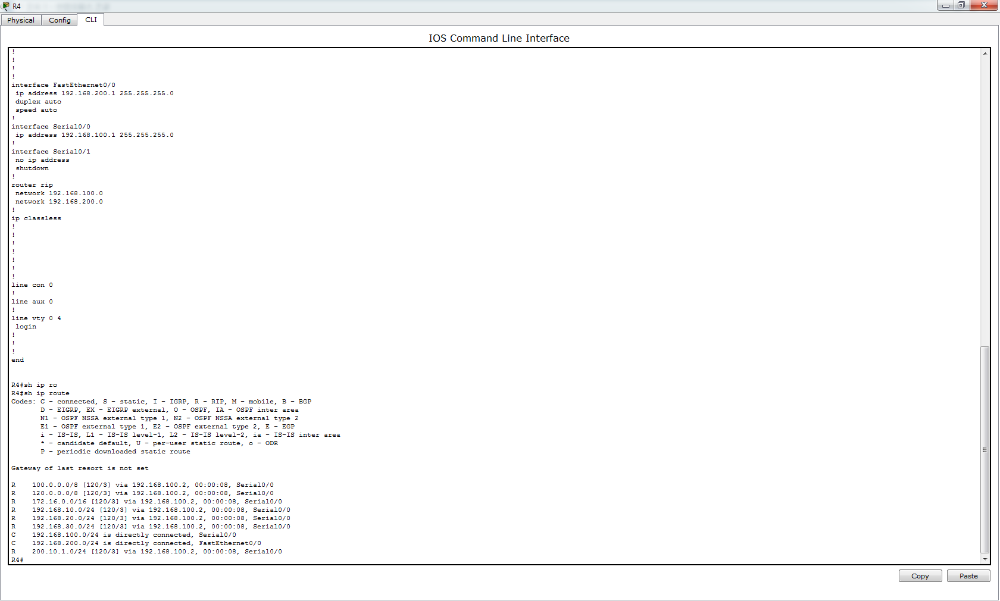 R4
Physical
Config
CLI
IOS Command Line Interface
!
!
!
!
interface FastEthernet0/0
 ip address 192.168.200.1 255.255.255.0
 duplex auto
 speed auto
!
interface Serial0/0
 ip address 192.168.100.1 255.255.255.0
!
interface Serial0/1
 no ip address
 shutdown
!
router rip
 network 192.168.100.0
 network 192.168.200.0
!
ip classless
!
!
!
!
!
!
!
line con 0
!
line aux 0
!
line vty 0 4
 login
!
!
!
end
R4#sh ip ro
R4#sh ip route
Codes: C - connected, S - static, I - IGRP, R - RIP, M - mobile, B - BGP
       D - EIGRP, EX - EIGRP external, O - OSPF, IA - OSPF inter area
       N1 - OSPF NSSA external type 1, N2 - OSPF NSSA external type 2
       E1 - OSPF external type 1, E2 - OSPF external type 2, E - EGP
       i - IS-IS, L1 - IS-IS level-1, L2 - IS-IS level-2, ia - IS-IS inter area
       * - candidate default, U - per-user static route, o - ODR
       P - periodic downloaded static route
Gateway of last resort is not set
R    100.0.0.0/8 [120/3] via 192.168.100.2, 00:00:08, Serial0/0
R    120.0.0.0/8 [120/3] via 192.168.100.2, 00:00:08, Serial0/0
R    172.16.0.0/16 [120/3] via 192.168.100.2, 00:00:08, Serial0/0
R    192.168.10.0/24 [120/3] via 192.168.100.2, 00:00:08, Serial0/0
R    192.168.20.0/24 [120/3] via 192.168.100.2, 00:00:08, Serial0/0
R    192.168.30.0/24 [120/3] via 192.168.100.2, 00:00:08, Serial0/0
C    192.168.100.0/24 is directly connected, Serial0/0
C    192.168.200.0/24 is directly connected, FastEthernet0/0
R    200.10.1.0/24 [120/3] via 192.168.100.2, 00:00:08, Serial0/0
R4#
Copy
Paste